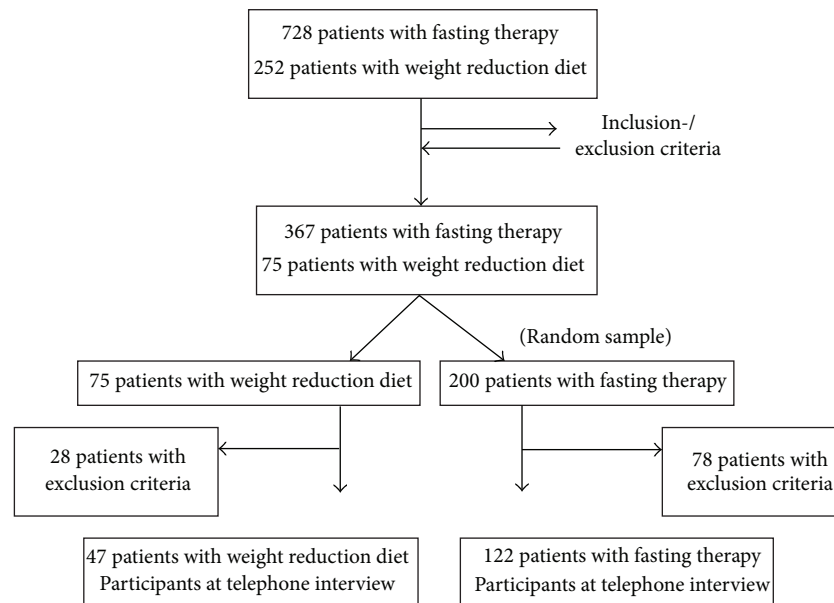 728 patients with fasting therapy
252 patients with weight reduction diet
Inclusion-/
exclusion criteria
367 patients with fasting therapy
75 patients with weight reduction diet
(Random sample)
75 patients with weight reduction diet
200 patients with fasting therapy
28 patients with
exclusion criteria
78 patients with
exclusion criteria
47 patients with weight reduction diet
Participants at telephone interview
122 patients with fasting therapy
Participants at telephone interview